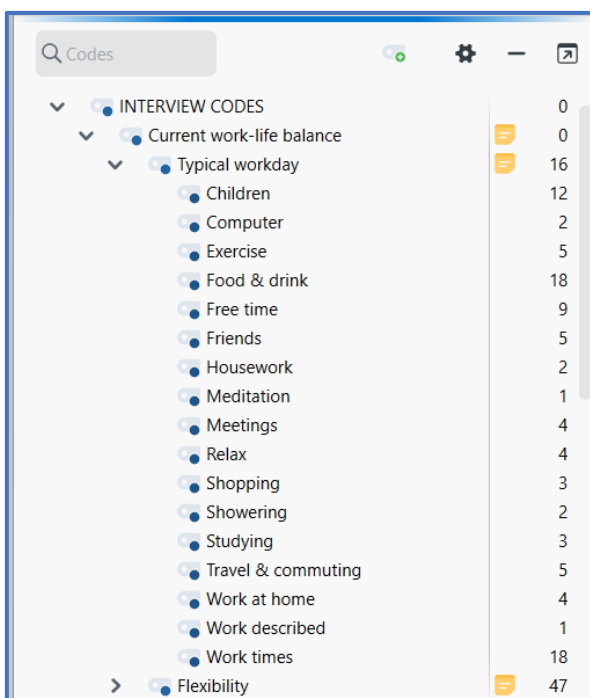 Codes
INTERVIEW CODES 0
Current work-life balance 0
Typical workday 16
Children 12
Computer 2
Exercise 5
Food & drink 18
Free time 9
Friends 5
Housework 2
Meditation 1
Meetings 4
Relax 4
Shopping 3
Showering 2
Studying 3
Travel & commuting 5
Work at home 4
Work described 1
Work times 18
Flexibility 47